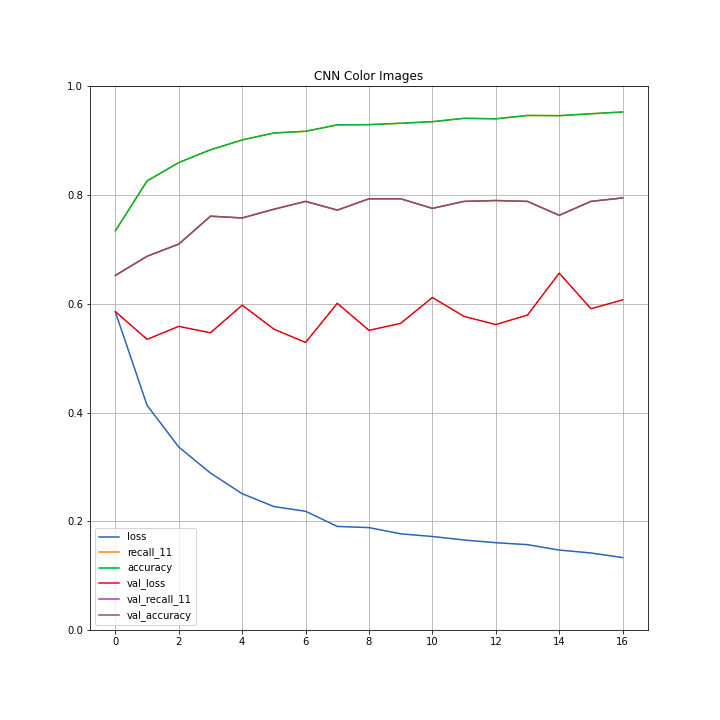 CNN Color Images
1.0
0.8
0.6
0.4
0.2
0.0
loss
recall_11
accuracy
val_loss
val_recall_11
val_accuracy
0 2 4 6 8 10 12 14 16